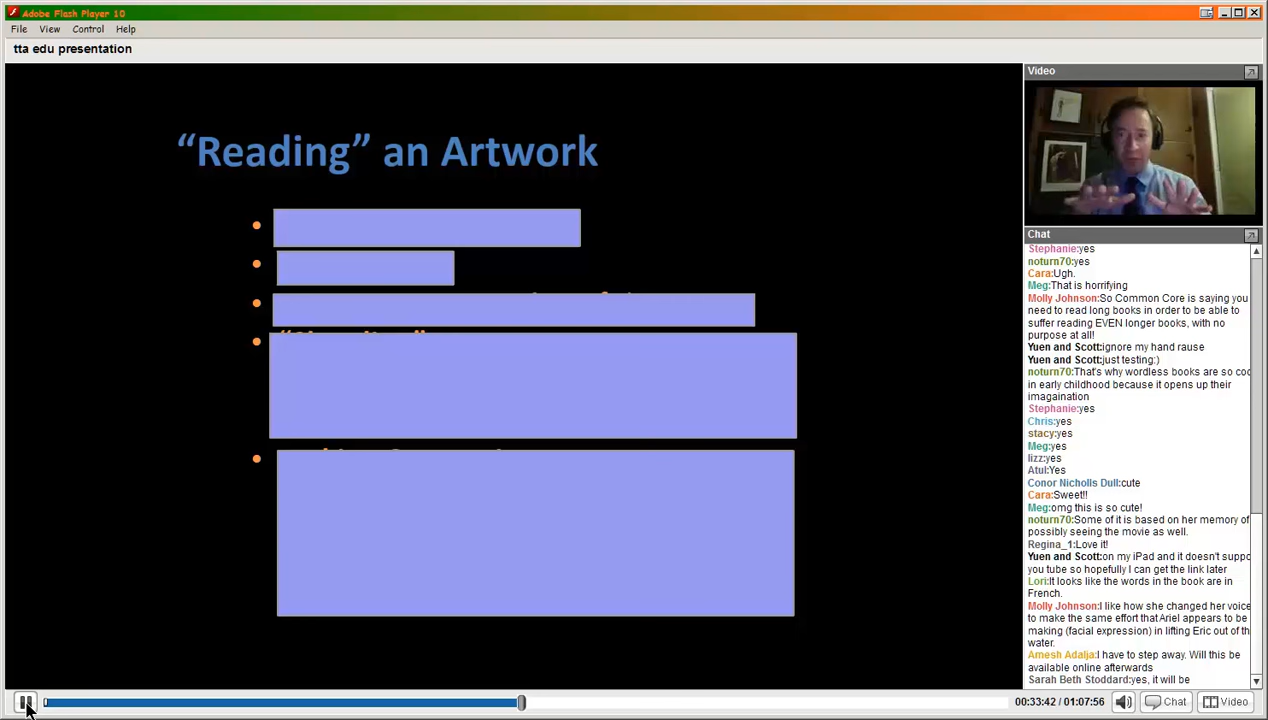 Adobe Flash Player 10
File View Control Help
tta edu presentation
“Reading” an Artwork
Video
Chat
Stephanie:yes
noturn70:yes
Cara:Ugh.
Meg:That is horrifying
Molly Johnson:So Common Core is saying you
need to read long books in order to be able to
suffer reading EVEN longer books, with no
purpose at all!
Yuen and Scott:ignore my hand rause
Yuen and Scott:just testing:)
noturn70:That's why wordless books are so coo
in early childhood because it opens up their
imagaination
Stephanie:yes
Chris:yes
stacy:yes
Meg:yes
lizz:yes
Atul:Yes
Conor Nicholls Dull:cute
Cara:Sweet!!
Meg:omg this is so cute!
noturn70:Some of it is based on her memory of
possibly seeing the movie as well.
Regina_1:Love it!
Yuen and Scott:on my iPad and it doesn't suppo
you tube so hopefully I can get the link later
Lori:It looks like the words in the book are in
French.
Molly Johnson:I like how she changed her voice
to make the same effort that Ariel appears to be
making (facial expression) in lifting Eric out of th
water.
Amesh Adalja:I have to step away. Will this be
available online afterwards
Sarah Beth Stoddard:yes, it will be
00:33:42 / 01:07:56 Chat Video